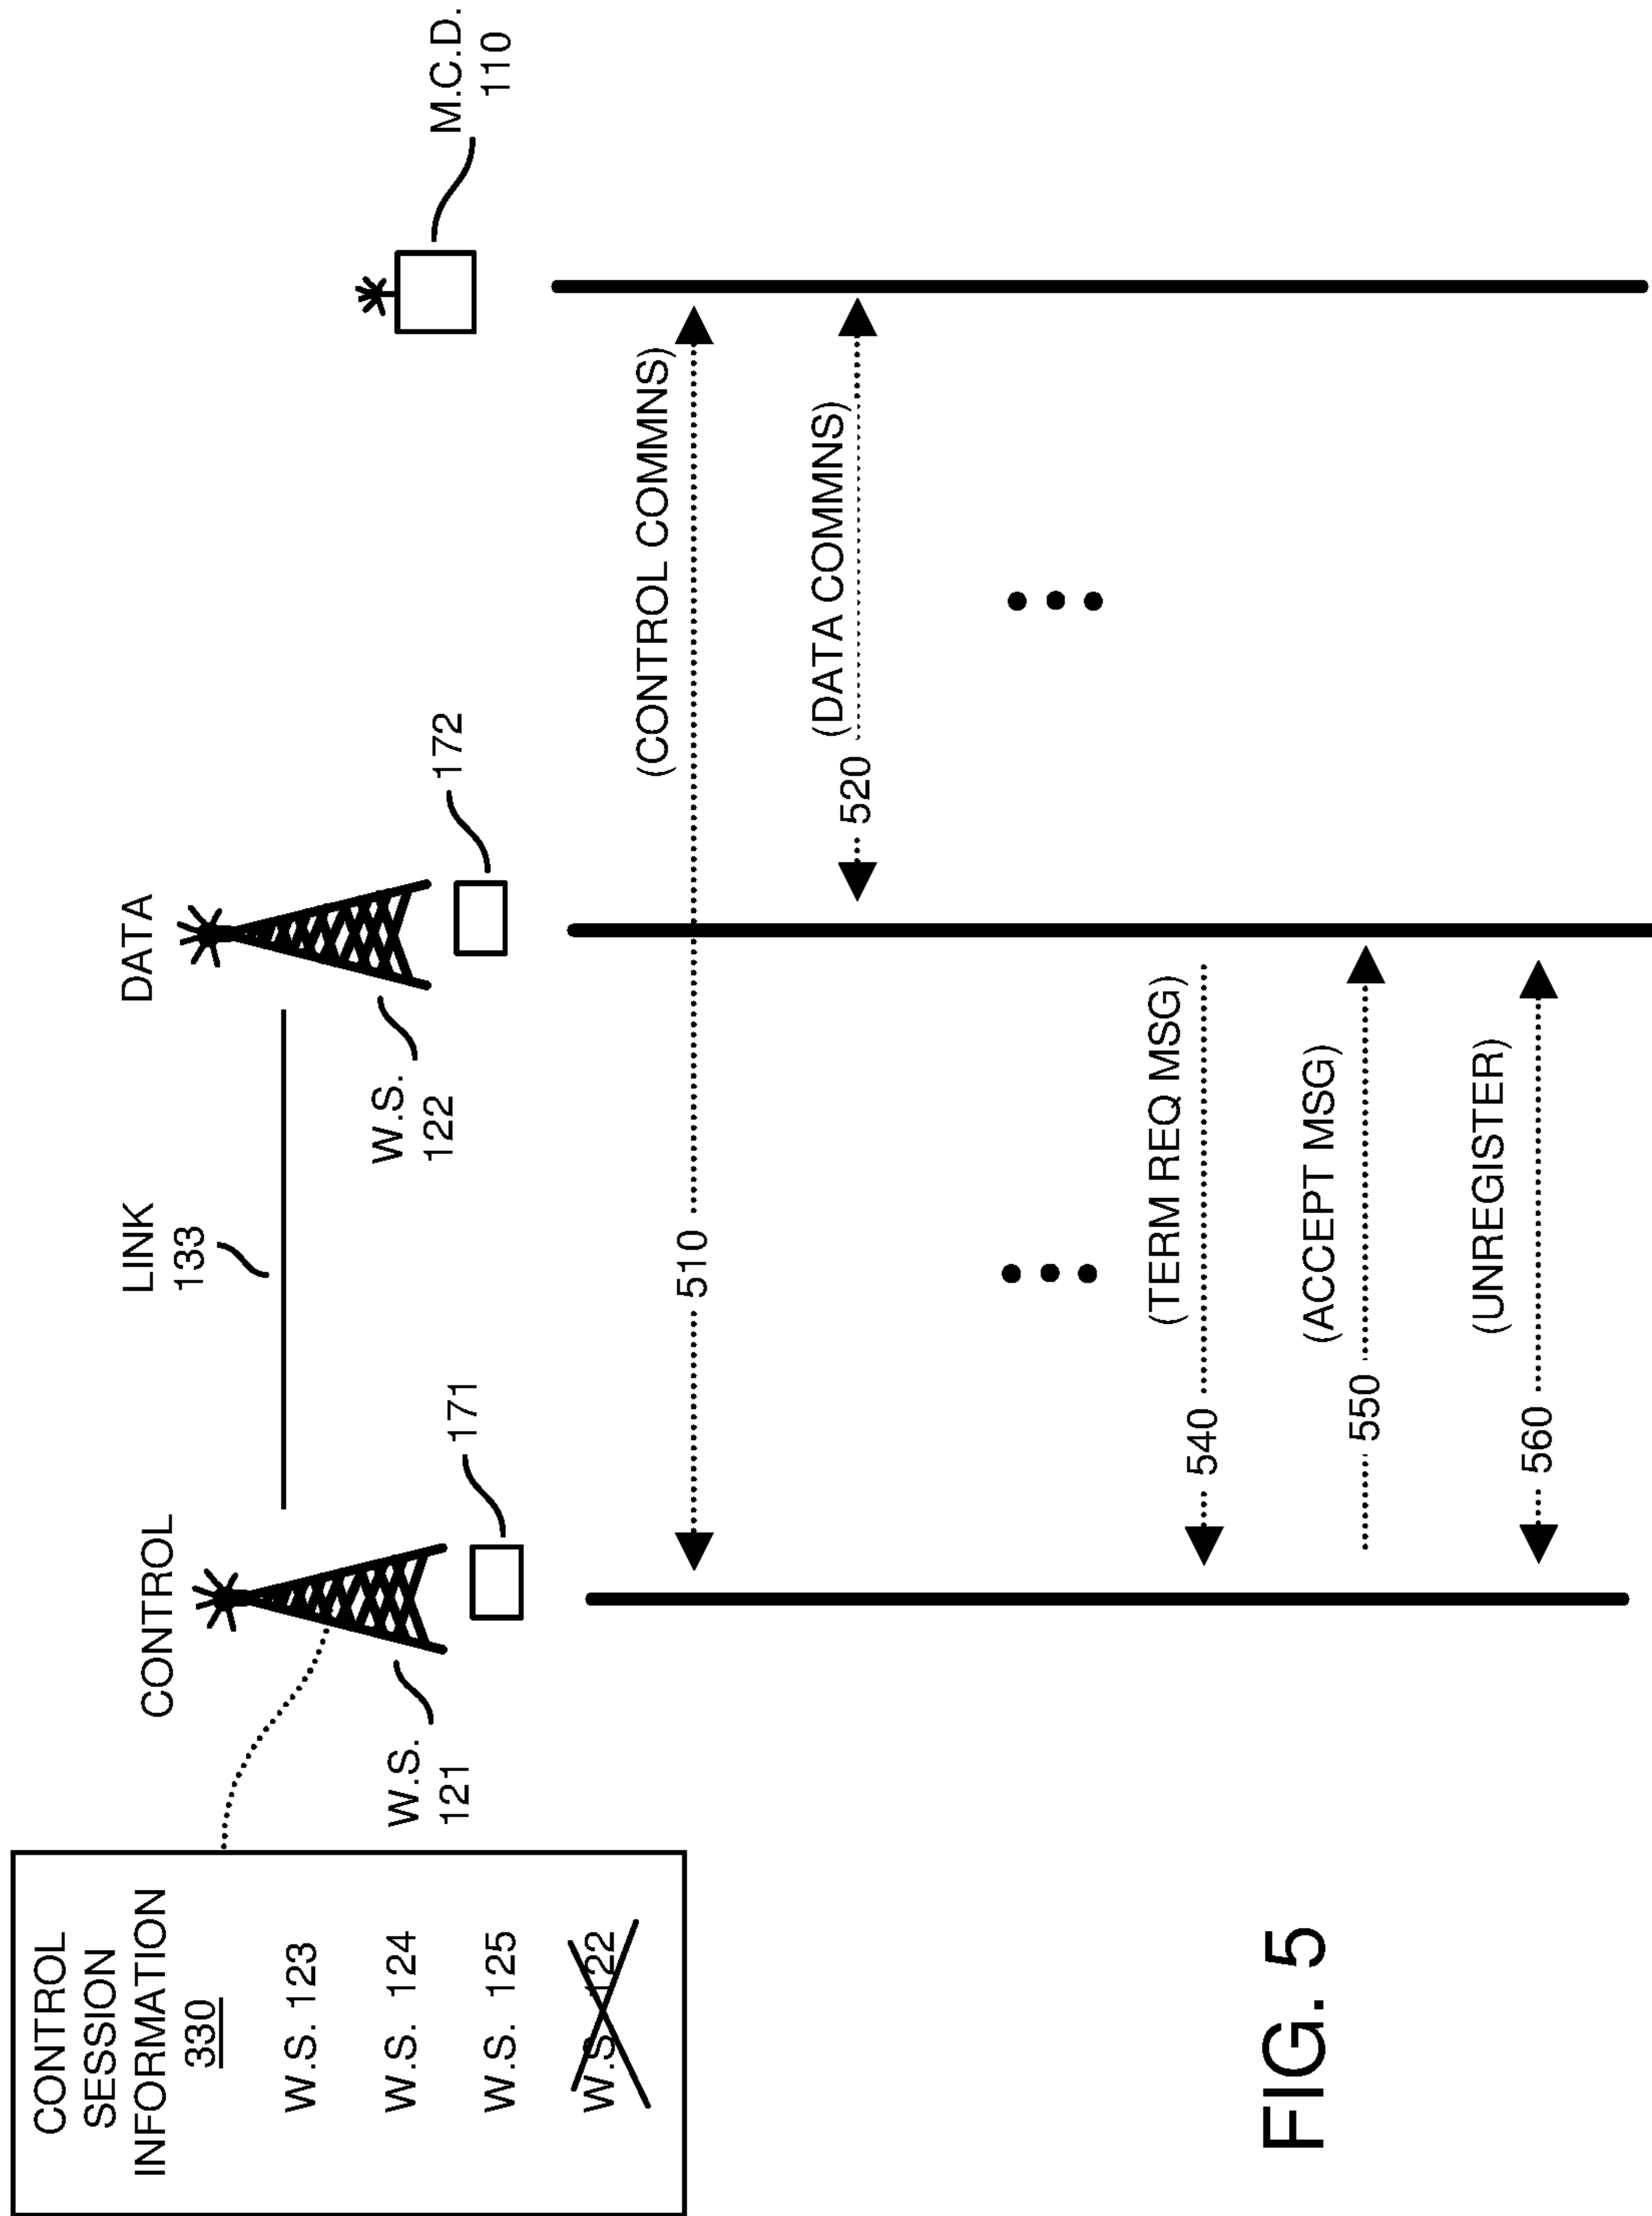 CONTROL
SESSION
INFORMATION
330
W.S. 123
W.S. 124
W.S. 125
W.S. 122
CONTROL
W.S.
121
171
LINK
133
DATA
W.S.
122
172
M.C.D.
110
510
(CONTROL COMMNS)
520
(DATA COMMNS)
540
(TERM REQ MSG)
550
(ACCEPT MSG)
560
(UNREGISTER)
FIG. 5